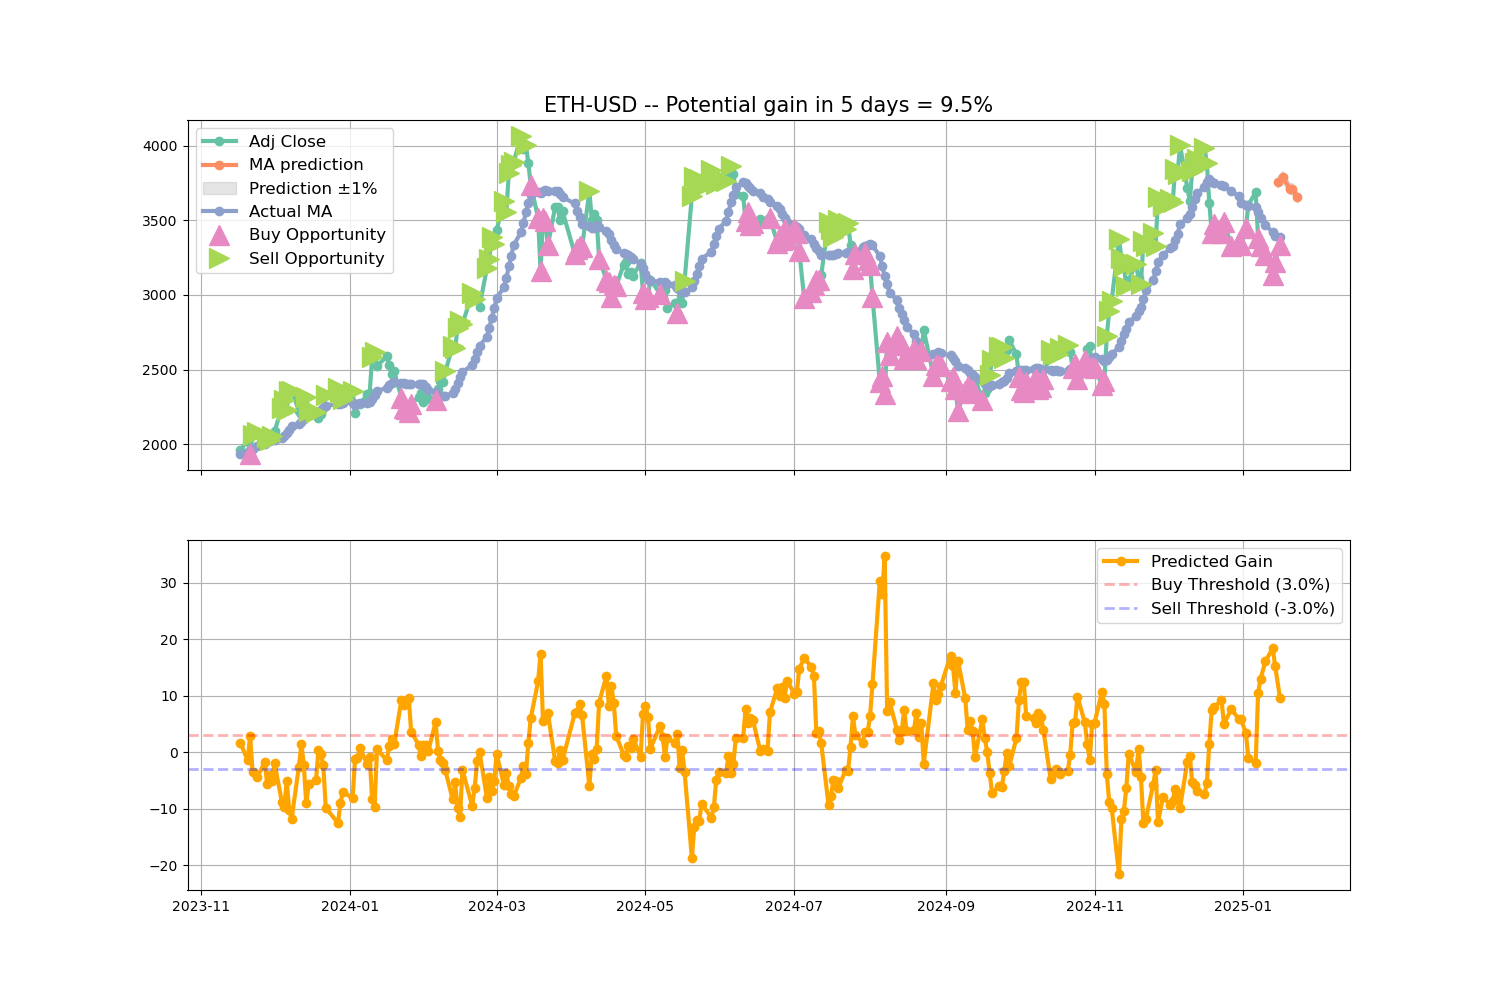 ETH-USD -- Potential gain in 5 days = 9.5%
4000
3500
3000
2500
2000
Adj Close
MA prediction
Prediction ±1%
Actual MA
Buy Opportunity
Sell Opportunity
30
20
10
0
−10
−20
Predicted Gain
Buy Threshold (3.0%)
Sell Threshold (-3.0%)
2023-11
2024-01
2024-03
2024-05
2024-07
2024-09
2024-11
2025-01